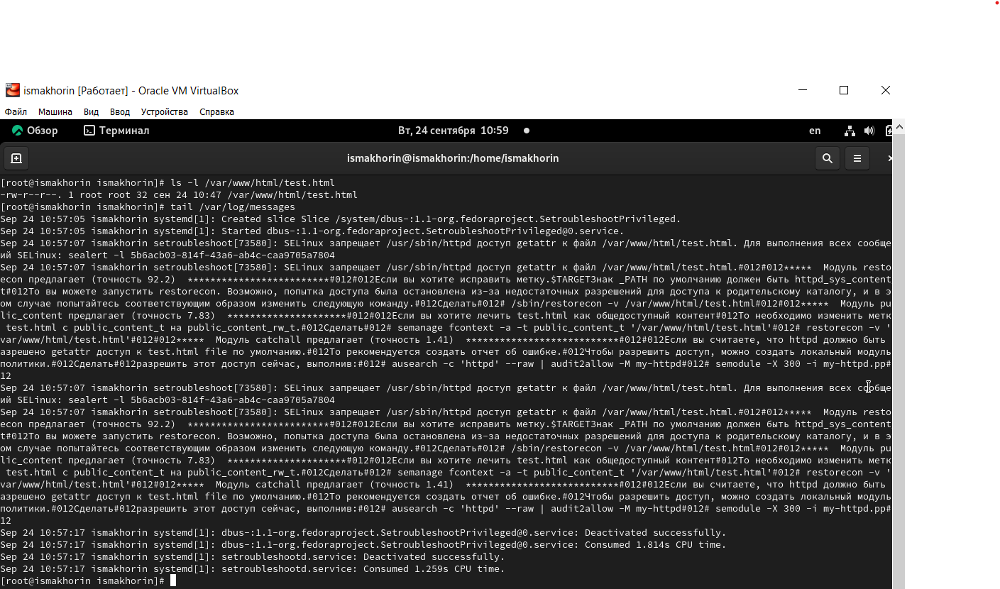 ismakhorin [Работает] - Oracle VM VirtualBox
Файл Машина Вид Ввод Устройства Справка
Обзор Терминал Вт, 24 сентября 10:59 en
ismakhorin@ismakhorin:/home/ismakhorin
[root@ismakhorin ismakhorin]# ls -l /var/www/html/test.html
-rw-r--r--. 1 root root 32 сен 24 10:47 /var/www/html/test.html
[root@ismakhorin ismakhorin]# tail /var/log/messages
Sep 24 10:57:05 ismakhorin systemd[1]: Created slice Slice /system/dbus-:1.1-org.fedoraproject.SetroubleshootPrivileged.
Sep 24 10:57:05 ismakhorin systemd[1]: Started dbus-:1.1-org.fedoraproject.SetroubleshootPrivileged@0.service.
Sep 24 10:57:07 ismakhorin setroubleshoot[73580]: SELinux запрещает /usr/sbin/httpd доступ getattr к файл /var/www/html/test.html. Для выполнения всех сообще
ий SELinux: sealert -l 5b6acb03-814f-43a6-ab4c-caa9705a7804
Sep 24 10:57:07 ismakhorin setroubleshoot[73580]: SELinux запрещает /usr/sbin/httpd доступ getattr к файл /var/www/html/test.html.#012#012*****  Модуль resto
econ предлагает (точность 92.2)  *************************#012#012Если вы хотите исправить метку.$TARGETЗнак _PATH по умолчанию должен быть httpd_sys_content
t#012То вы можете запустить restorecon. Возможно, попытка доступа была остановлена из-за недостаточных разрешений для доступа к родительскому каталогу, и в э
ом случае попытайтесь соответствующим образом изменить следующую команду.#012Сделать#012# /sbin/restorecon -v /var/www/html/test.html#012#012*****  Модуль pu
lic_content предлагает (точность 7.83)  *********************#012#012Если вы хотите лечить test.html как общедоступный контент#012То необходимо изменить метк
test.html с public_content_t на public_content_rw_t.#012Сделать#012# semanage fcontext -a -t public_content_t '/var/www/html/test.html'#012# restorecon -v '
var/www/html/test.html'#012#012*****  Модуль catchall предлагает (точность 1.41)  ***************************#012#012Если вы считаете, что httpd должно быть
азрешено getattr доступ к test.html file по умолчанию.#012То рекомендуется создать отчет об ошибке.#012Чтобы разрешить доступ, можно создать локальный модуль
политики.#012Сделать#012разрешить этот доступ сейчас, выполнив:#012# ausearch -c 'httpd' --raw | audit2allow -M my-httpd#012# semodule -X 300 -i my-httpd.pp#
12
Sep 24 10:57:07 ismakhorin setroubleshoot[73580]: SELinux запрещает /usr/sbin/httpd доступ getattr к файл /var/www/html/test.html. Для выполнения всех сообще
ий SELinux: sealert -l 5b6acb03-814f-43a6-ab4c-caa9705a7804
Sep 24 10:57:07 ismakhorin setroubleshoot[73580]: SELinux запрещает /usr/sbin/httpd доступ getattr к файл /var/www/html/test.html.#012#012*****  Модуль resto
econ предлагает (точность 92.2)  *************************#012#012Если вы хотите исправить метку.$TARGETЗнак _PATH по умолчанию должен быть httpd_sys_content
t#012То вы можете запустить restorecon. Возможно, попытка доступа была остановлена из-за недостаточных разрешений для доступа к родительскому каталогу, и в э
ом случае попытайтесь соответствующим образом изменить следующую команду.#012Сделать#012# /sbin/restorecon -v /var/www/html/test.html#012#012*****  Модуль pu
lic_content предлагает (точность 7.83)  *********************#012#012Если вы хотите лечить test.html как общедоступный контент#012То необходимо изменить метк
test.html с public_content_t на public_content_rw_t.#012Сделать#012# semanage fcontext -a -t public_content_t '/var/www/html/test.html'#012# restorecon -v '
var/www/html/test.html'#012#012*****  Модуль catchall предлагает (точность 1.41)  ***************************#012#012Если вы считаете, что httpd должно быть
азрешено getattr доступ к test.html file по умолчанию.#012То рекомендуется создать отчет об ошибке.#012Чтобы разрешить доступ, можно создать локальный модуль
политики.#012Сделать#012разрешить этот доступ сейчас, выполнив:#012# ausearch -c 'httpd' --raw | audit2allow -M my-httpd#012# semodule -X 300 -i my-httpd.pp#
12
Sep 24 10:57:17 ismakhorin systemd[1]: dbus-:1.1-org.fedoraproject.SetroubleshootPrivileged@0.service: Deactivated successfully.
Sep 24 10:57:17 ismakhorin systemd[1]: dbus-:1.1-org.fedoraproject.SetroubleshootPrivileged@0.service: Consumed 1.814s CPU time.
Sep 24 10:57:17 ismakhorin systemd[1]: setroubleshootd.service: Deactivated successfully.
Sep 24 10:57:17 ismakhorin systemd[1]: setroubleshootd.service: Consumed 1.259s CPU time.
[root@ismakhorin ismakhorin]#